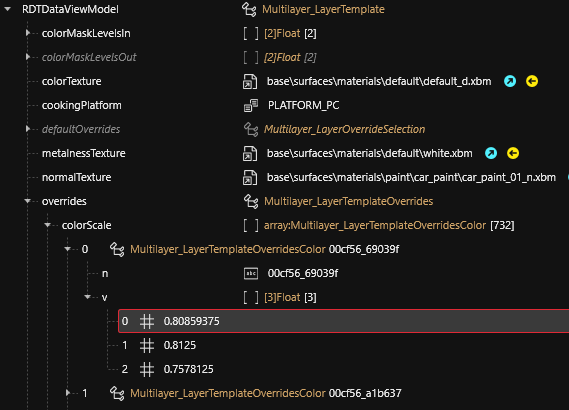 RDTDataViewModel Multilayer_LayerTemplate
colorMaskLevelsIn [ ] [2]Float [2]
colorMaskLevelsOut [ ] [2]Float [2]
colorTexture base\surfaces\materials\default\default_d.xbm
cookingPlatform PLATFORM_PC
defaultOverrides Multilayer_LayerOverrideSelection
metalnessTexture base\surfaces\materials\default\white.xbm
normalTexture base\surfaces\materials\paint\car_paint\car_paint_01_n.xbm
overrides Multilayer_LayerTemplateOverrides
colorScale [ ] array:Multilayer_LayerTemplateOverridesColor [732]
0 Multilayer_LayerTemplateOverridesColor 00cf56_69039f
n abc 00cf56_69039f
v [ ] [3]Float [3]
0 # 0.80859375
1 # 0.8125
2 # 0.7578125
1 Multilayer_LayerTemplateOverridesColor 00cf56_a1b637